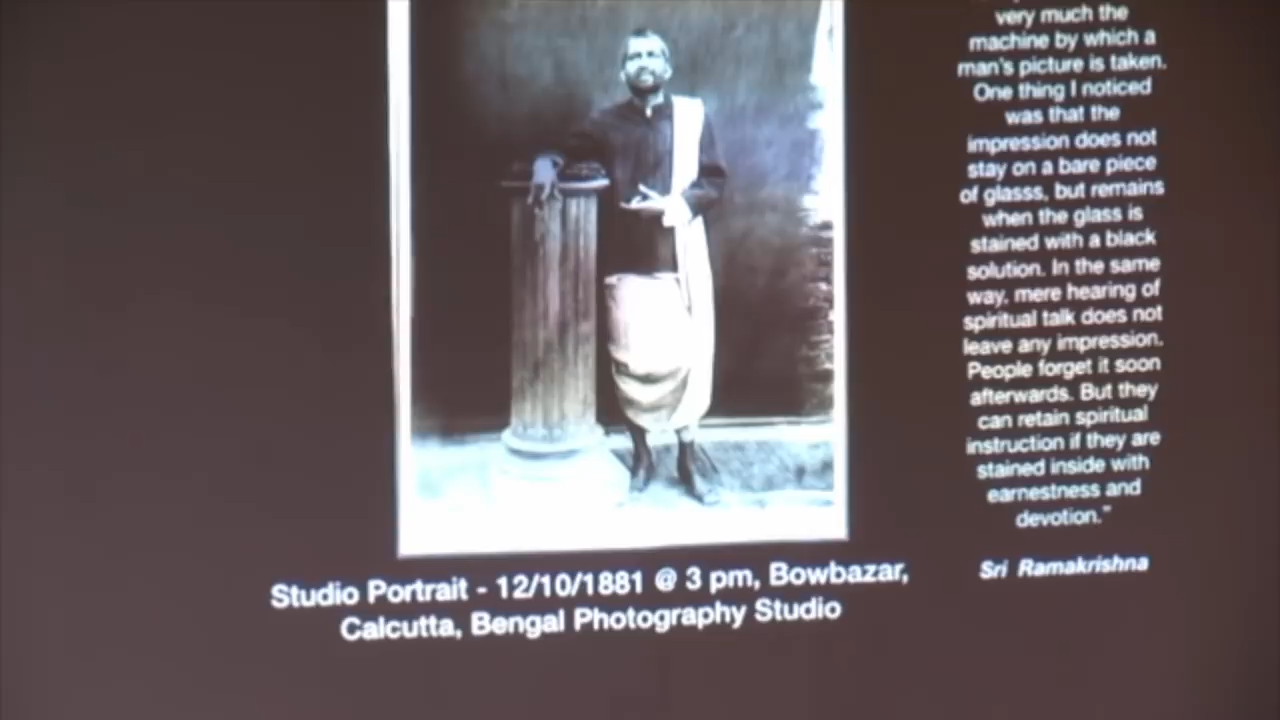 very much the
machine by which a
man's picture is taken.
One thing I noticed
was that the
impression does not
stay on a bare piece
of glasss, but remains
when the glass is
stained with a black
solution. In the same
way, mere hearing of
spiritual talk does not
leave any impression.
People forget it soon
afterwards. But they
can retain spiritual
instruction if they are
stained inside with
earnestness and
devotion."
Sri Ramakrishna
Studio Portrait - 12/10/1881 @ 3 pm, Bowbazar,
Calcutta, Bengal Photography Studio